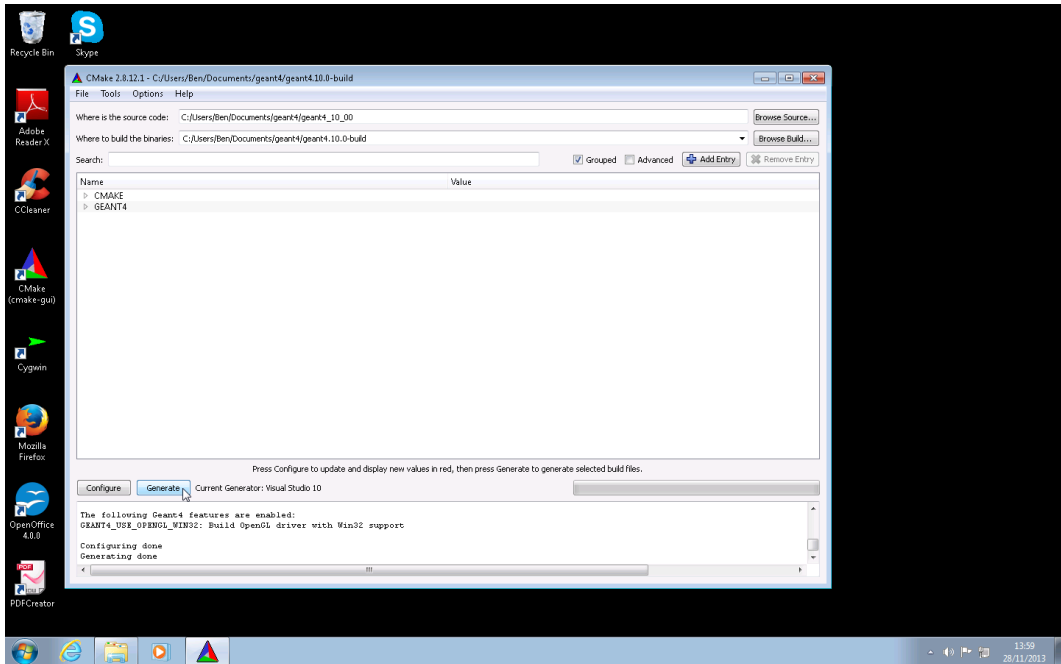 Recycle Bin
Skype
Adobe
Reader X
CCleaner
CMake
(cmake-gui)
Cygwin
Mozilla
Firefox
OpenOffice
4.0.0
PDFCreator
CMake 2.8.12.1 - C:/Users/Ben/Documents/geant4/geant4.10.0-build
File Tools Options Help
Where is the source code: C:/Users/Ben/Documents/geant4/geant4_10_00 Browse Source...
Where to build the binaries: C:/Users/Ben/Documents/geant4/geant4.10.0-build Browse Build...
Search: Grouped Advanced Add Entry Remove Entry
Name Value
CMAKE
GEANT4
Press Configure to update and display new values in red, then press Generate to generate selected build files.
Configure Generate Current Generator: Visual Studio 10
The following Geant4 features are enabled:
GEANT4_USE_OPENGL_WIN32: Build OpenGL driver with Win32 support
Configuring done
Generating done
13:59
28/11/2013